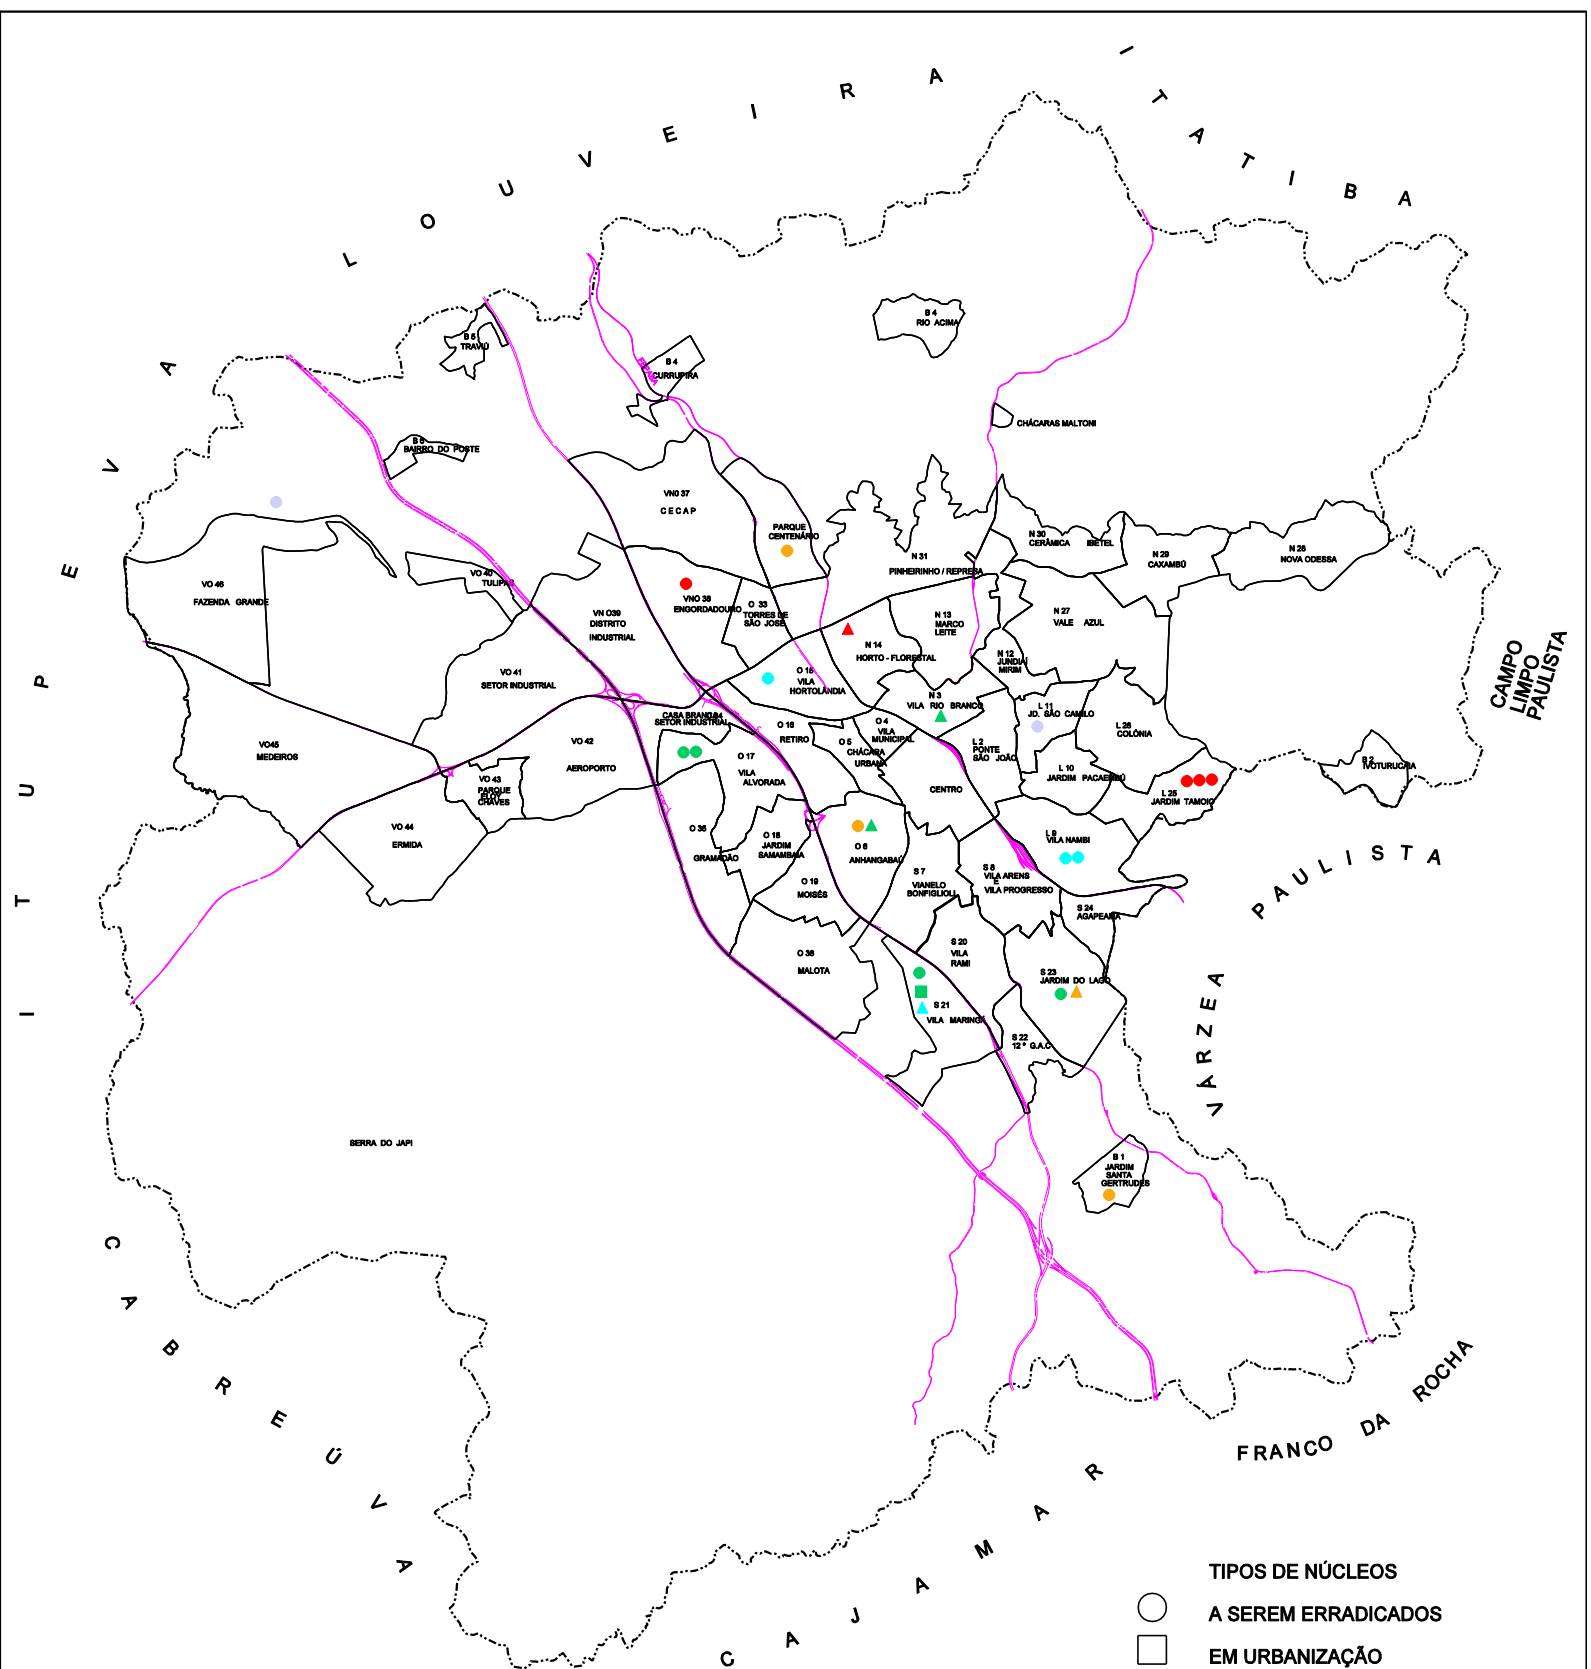 ITATIBA
LOUVEIRA
ITUPEVA
CAMPO
LIMPO
PAULISTA
VÁRZEA PAULISTA
FRANCO DA ROCHA
CAJAMAR
CABREÚVA
B 4
RIO ACIMA
B 5
TRAVIÚ
B 4
CURRUPIRA
CHÁCARAS MALTONI
BAIRRO DO POSTE
VN0 37
CECAP
PARQUE
CENTENÁRIO
N 31
PINHEIRINHO / REPRESA
N 30
CERÂMICA IBETEL
N 29
CAXAMBÚ
N 28
NOVA ODESSA
VO 46
FAZENDA GRANDE
VO 40
TULIPAS
VN O39
DISTRITO
INDUSTRIAL
VNO 38
ENGORDADOURO
O 33
TORRES DE
SÃO JOSÉ
N 13
MARCO
LEITE
N 27
VALE AZUL
N 14
HORTO - FLORESTAL
N 12
JUNDIAÍ
MIRIM
VO 41
SETOR INDUSTRIAL
O 15
VILA
HORTOLÂNDIA
N 3
VILA RIO BRANCO
L 11
JD. SÃO CAMILO
L 26
COLÔNIA
CASA BRANCA
SETOR INDUSTRIAL
O 16
RETIRO
O 4
VILA
MUNICIPAL
O 5
CHÁCARA
URBANA
L 2
PONTE
SÃO JOÃO
VO45
MEDEIROS
VO 42
AEROPORTO
O 17
VILA
ALVORADA
L 10
JARDIM PACAEMBÚ
B 2
IVOTURUCAIA
VO 43
PARQUE
ELOY
CHAVES
CENTRO
L 25
JARDIM TAMOIO
VO 44
ERMIDA
O 35
GRAMADÃO
O 18
JARDIM
SAMAMBAIA
O 6
ANHANGABAÚ
L 9
VILA NAMBI
S 7
VIANELO
BONFIGLIOLI
S 8
VILA ARENS
E
VILA PROGRESSO
O 19
MOISÉS
S 24
AGAPEAMA
O 36
MALOTA
S 20
VILA
RAMI
S 23
JARDIM DO LAGO
S 21
VILA MARINGÁ
S 22
12 º G.A.C
SERRA DO JAPI
B 1
JARDIM
SANTA
GERTRUDES
TIPOS DE NÚCLEOS
A SEREM ERRADICADOS
EM URBANIZAÇÃO